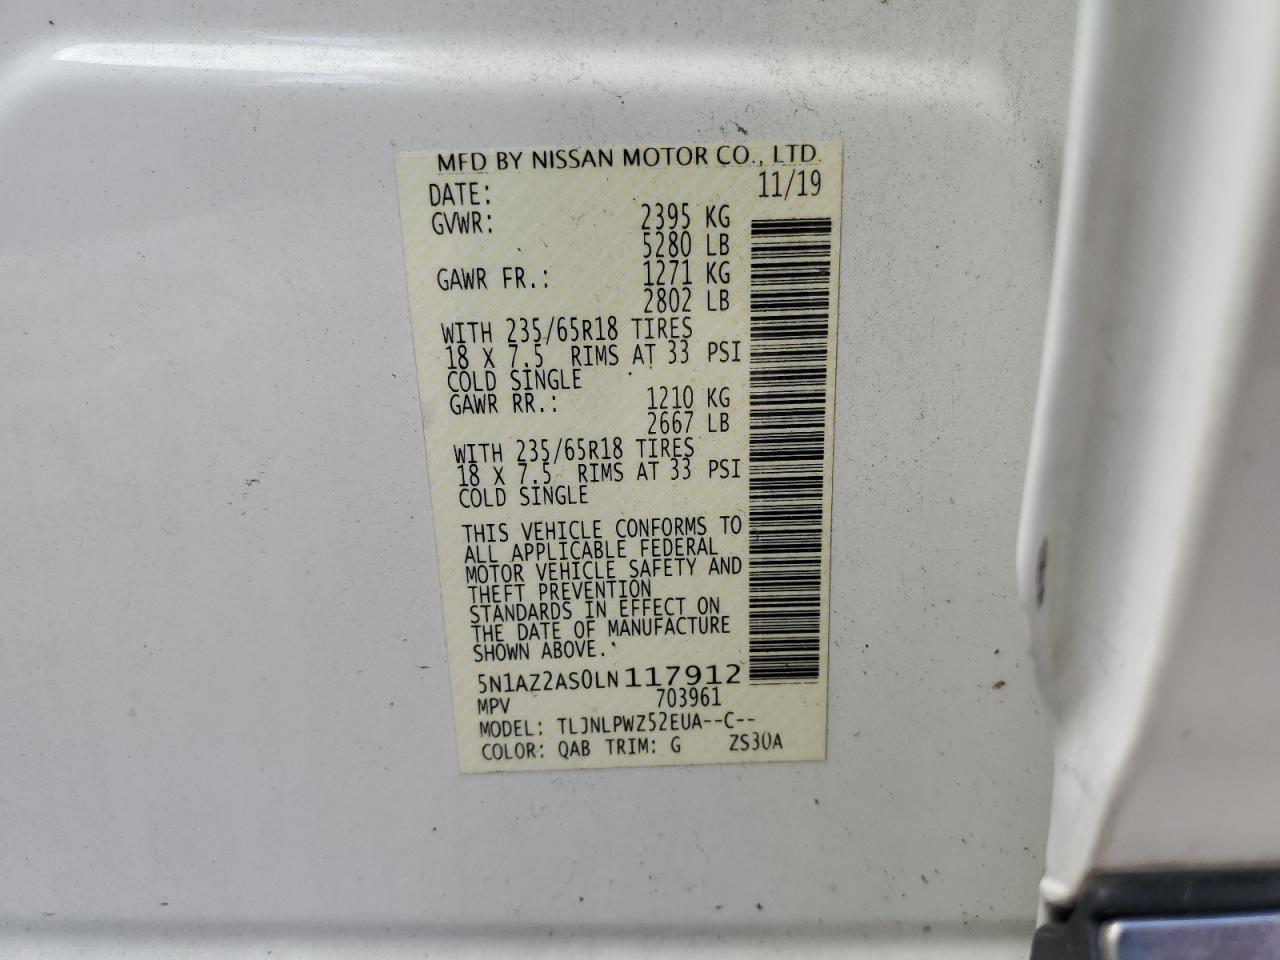 MFD BY NISSAN MOTOR CO., LTD.
DATE: 11/19
GVWR: 2395 KG
5280 LB
GAWR FR.: 1271 KG
2802 LB
WITH 235/65R18 TIRES
18 X 7.5 RIMS AT 33 PSI
COLD SINGLE
GAWR RR.: 1210 KG
2667 LB
WITH 235/65R18 TIRES
18 X 7.5 RIMS AT 33 PSI
COLD SINGLE
THIS VEHICLE CONFORMS TO
ALL APPLICABLE FEDERAL
MOTOR VEHICLE SAFETY AND
THEFT PREVENTION
STANDARDS IN EFFECT ON
THE DATE OF MANUFACTURE
SHOWN ABOVE.
5N1AZ2AS0LN117912
MPV 703961
MODEL: TLJNLPWZ52EUA--C--
COLOR: QAB TRIM: G ZS30A